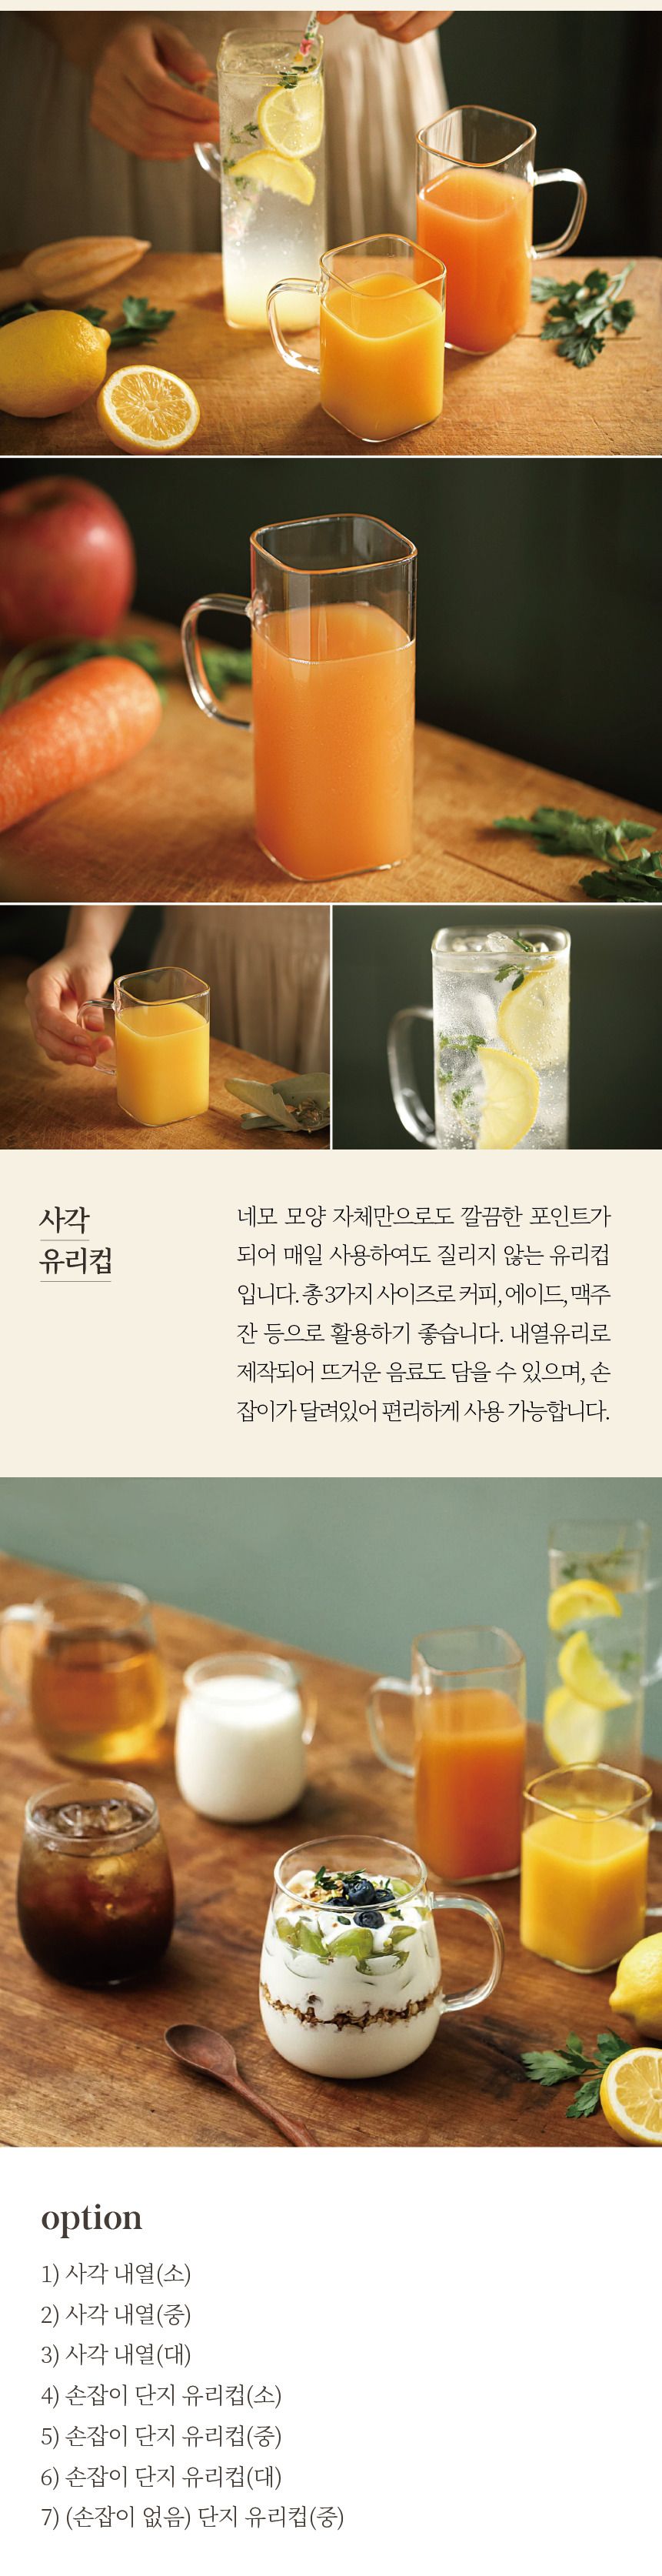 사각
유리컵
네모 모양 자체만으로도 깔끔한 포인트가
되어 매일 사용하여도 질리지 않는 유리컵
입니다. 총 3가지 사이즈로 커피, 에이드, 맥주
잔 등으로 활용하기 좋습니다. 내열유리로
제작되어 뜨거운 음료도 담을 수 있으며, 손
잡이가 달려있어 편리하게 사용 가능합니다.
option
1) 사각 내열(소)
2) 사각 내열(중)
3) 사각 내열(대)
4) 손잡이 단지 유리컵(소)
5) 손잡이 단지 유리컵(중)
6) 손잡이 단지 유리컵(대)
7) (손잡이 없음) 단지 유리컵(중)